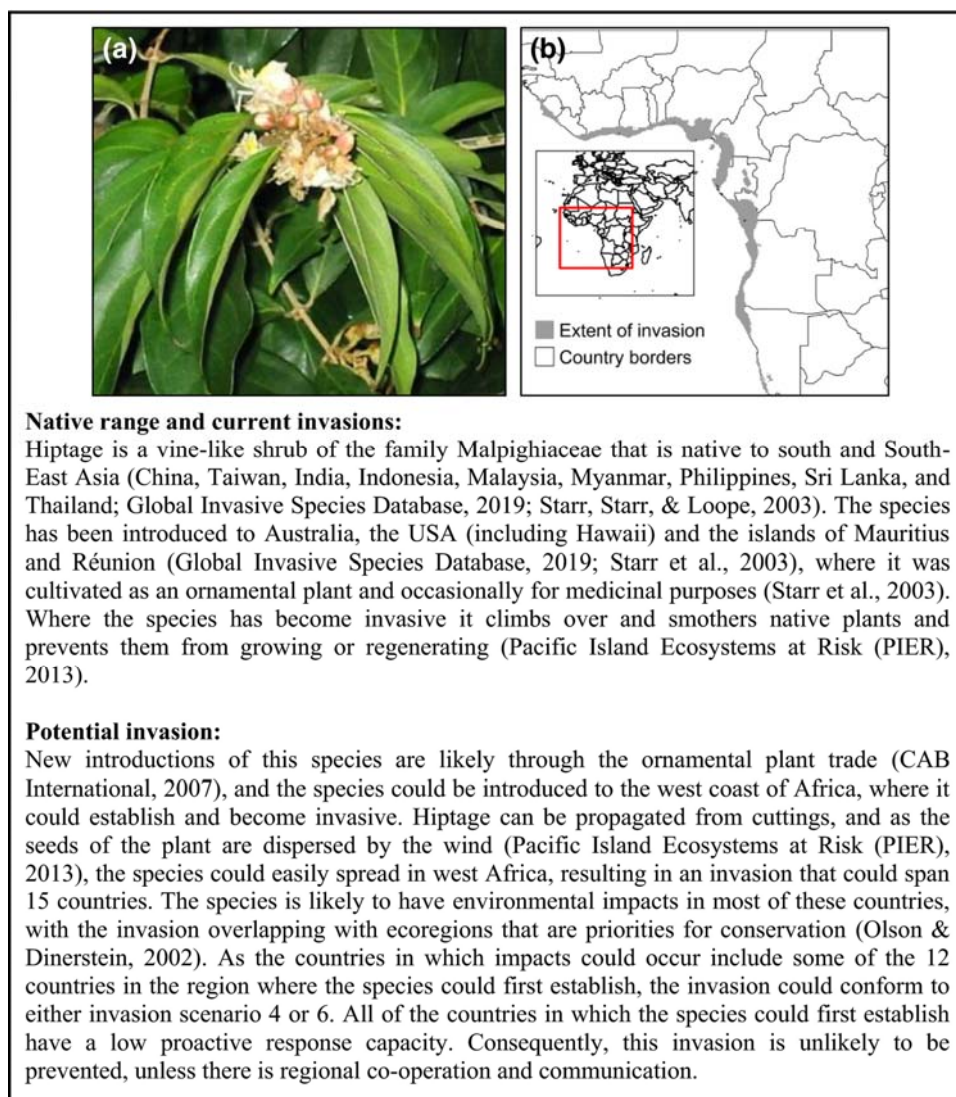 (a)
(b)
Extent of invasion
Country borders
Native range and current invasions:
Hiptage is a vine-like shrub of the family Malpighiaceae that is native to south and South-
East Asia (China, Taiwan, India, Indonesia, Malaysia, Myanmar, Philippines, Sri Lanka, and
Thailand; Global Invasive Species Database, 2019; Starr, Starr, & Loope, 2003). The species
has been introduced to Australia, the USA (including Hawaii) and the islands of Mauritius
and Réunion (Global Invasive Species Database, 2019; Starr et al., 2003), where it was
cultivated as an ornamental plant and occasionally for medicinal purposes (Starr et al., 2003).
Where the species has become invasive it climbs over and smothers native plants and
prevents them from growing or regenerating (Pacific Island Ecosystems at Risk (PIER),
2013).
Potential invasion:
New introductions of this species are likely through the ornamental plant trade (CAB
International, 2007), and the species could be introduced to the west coast of Africa, where it
could establish and become invasive. Hiptage can be propagated from cuttings, and as the
seeds of the plant are dispersed by the wind (Pacific Island Ecosystems at Risk (PIER),
2013), the species could easily spread in west Africa, resulting in an invasion that could span
15 countries. The species is likely to have environmental impacts in most of these countries,
with the invasion overlapping with ecoregions that are priorities for conservation (Olson &
Dinerstein, 2002). As the countries in which impacts could occur include some of the 12
countries in the region where the species could first establish, the invasion could conform to
either invasion scenario 4 or 6. All of the countries in which the species could first establish
have a low proactive response capacity. Consequently, this invasion is unlikely to be
prevented, unless there is regional co-operation and communication.